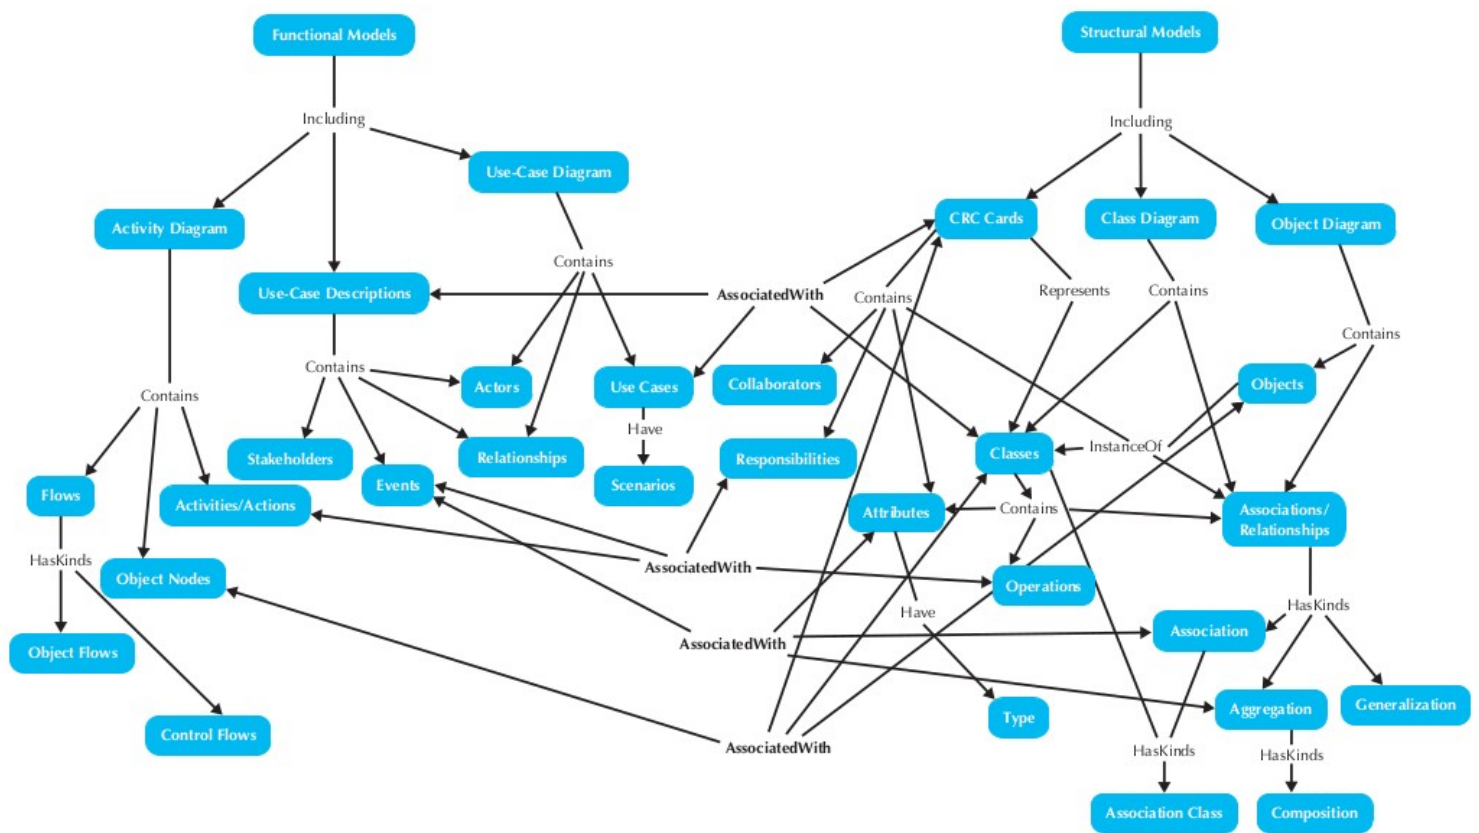 Functional Models
Structural Models
Including
Including
Use-Case Diagram
Activity Diagram
CRC Cards
Class Diagram
Object Diagram
Contains
Use-Case Descriptions
AssociatedWith
Contains
Represents
Contains
Contains
Contains
Actors
Use Cases
Collaborators
Objects
Contains
Have
Stakeholders
Relationships
Responsibilities
Classes
InstanceOf
Flows
Events
Scenarios
Activities/Actions
Attributes
Contains
Associations/
Relationships
HasKinds
Object Nodes
AssociatedWith
Operations
Have
HasKinds
Object Flows
AssociatedWith
Association
Control Flows
Type
Aggregation
Generalization
AssociatedWith
HasKinds
HasKinds
Association Class
Composition